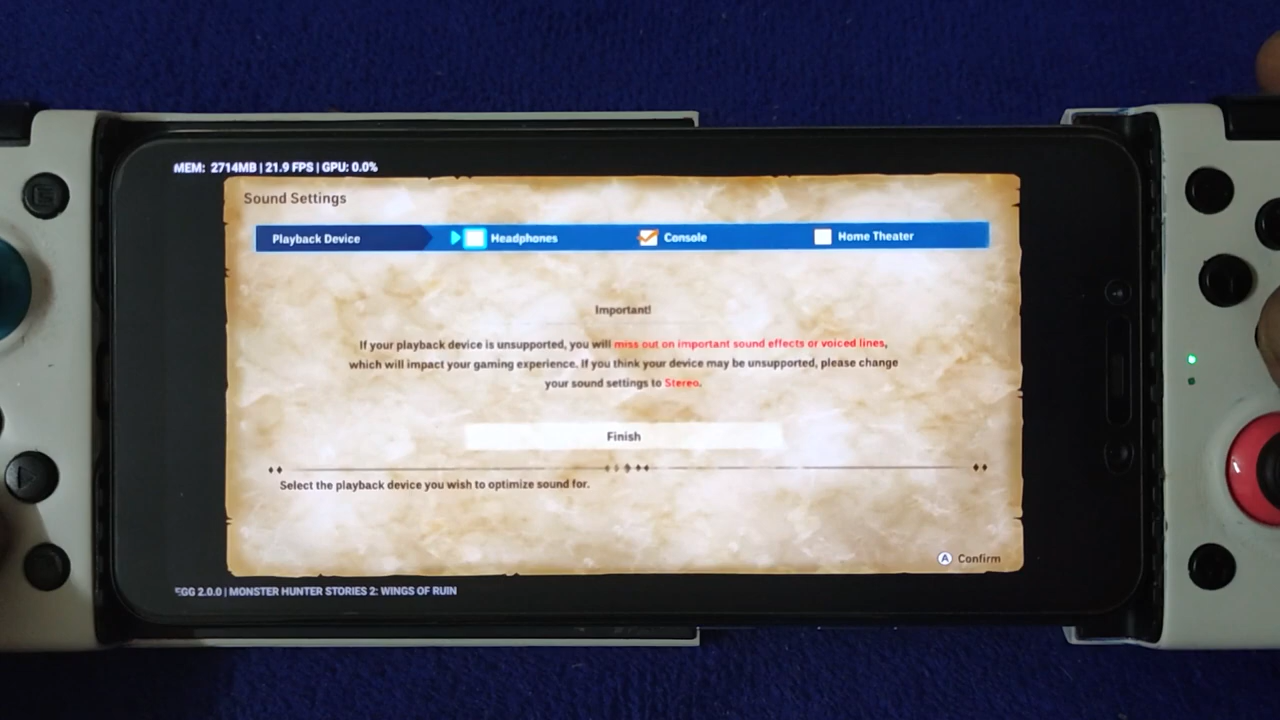 MEM: 2714MB | 21.9 FPS | GPU: 0.0%
Sound Settings
Playback Device Headphones Console Home Theater
Important!
If your playback device is unsupported, you will miss out on important sound effects or voiced lines,
which will impact your gaming experience. If you think your device may be unsupported, please change
your sound settings to Stereo.
Finish
Select the playback device you wish to optimize sound for.
A Confirm
EGG 2.0.0 | MONSTER HUNTER STORIES 2: WINGS OF RUIN